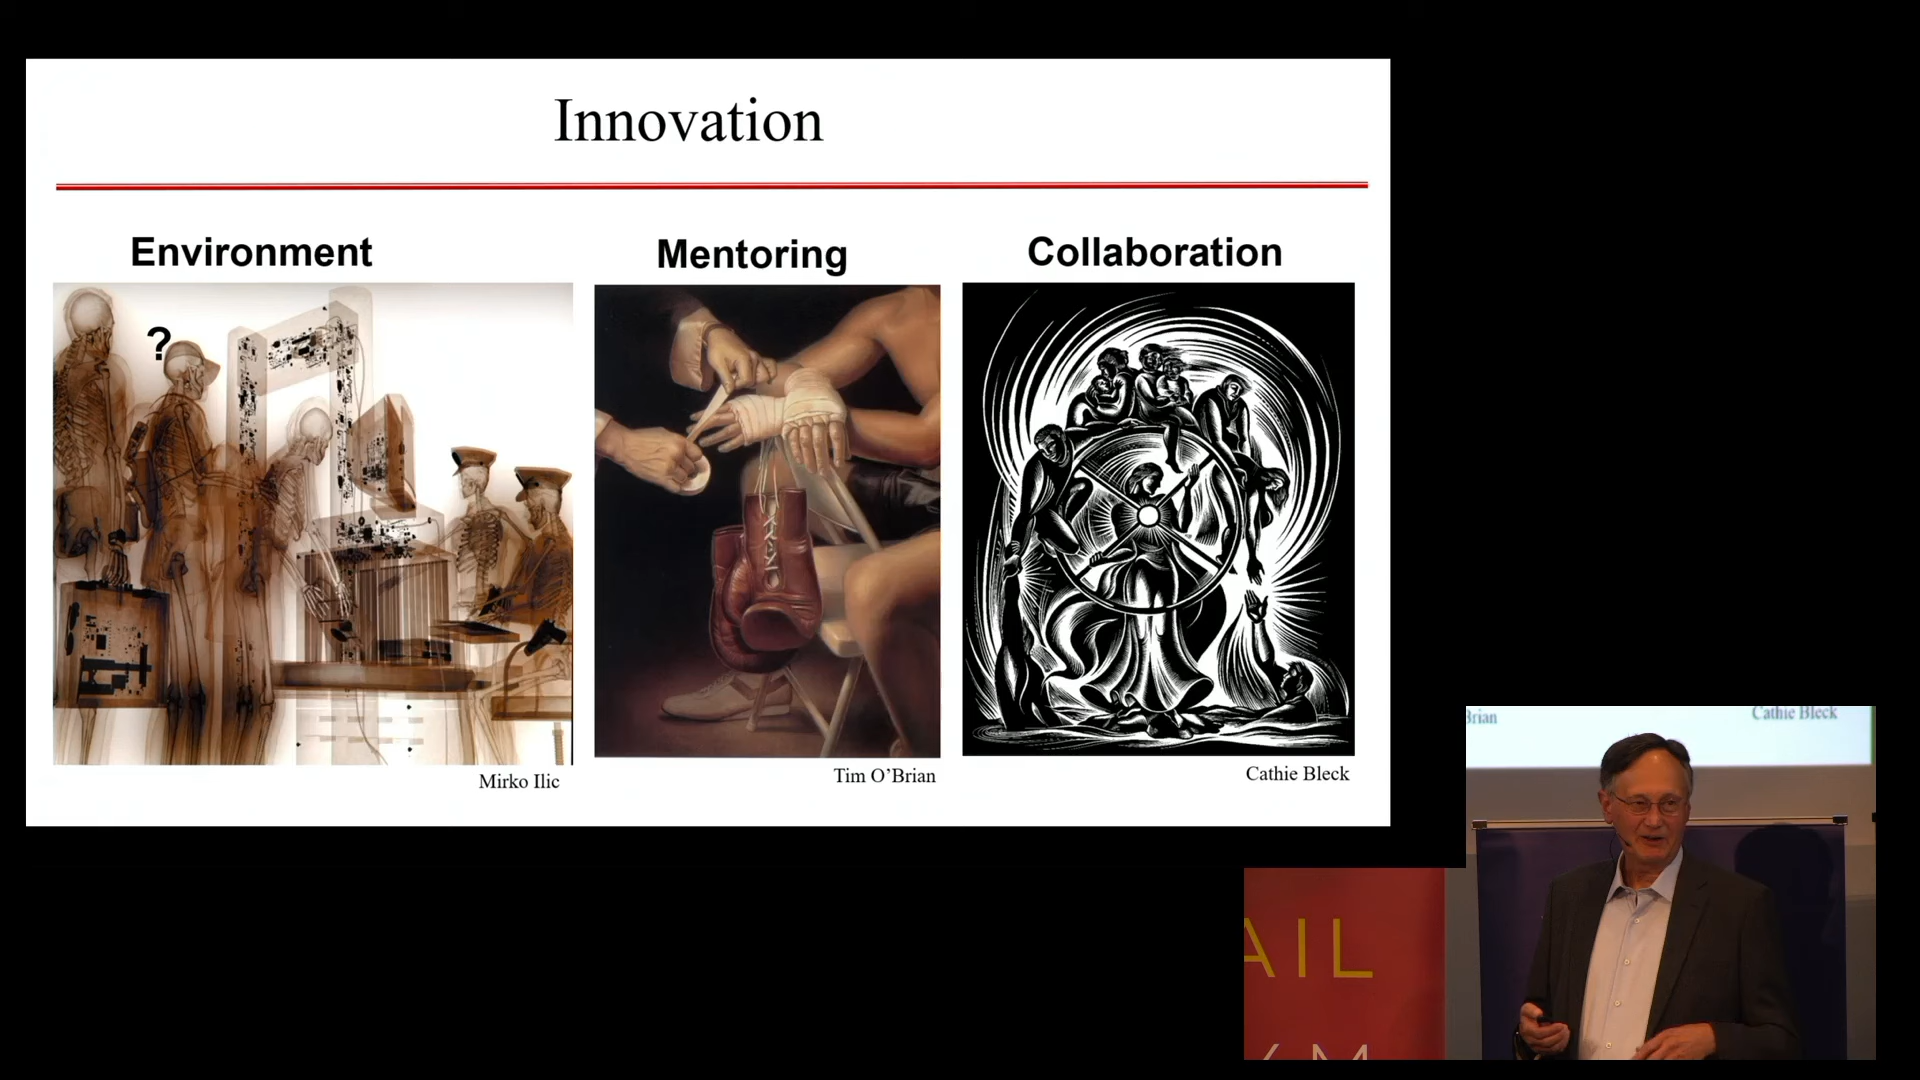 Innovation
Environment
Mentoring
Collaboration
?
Mirko Ilic
Tim O’Brian
Cathie Bleck
Brian
Cathie Bleck
AIL